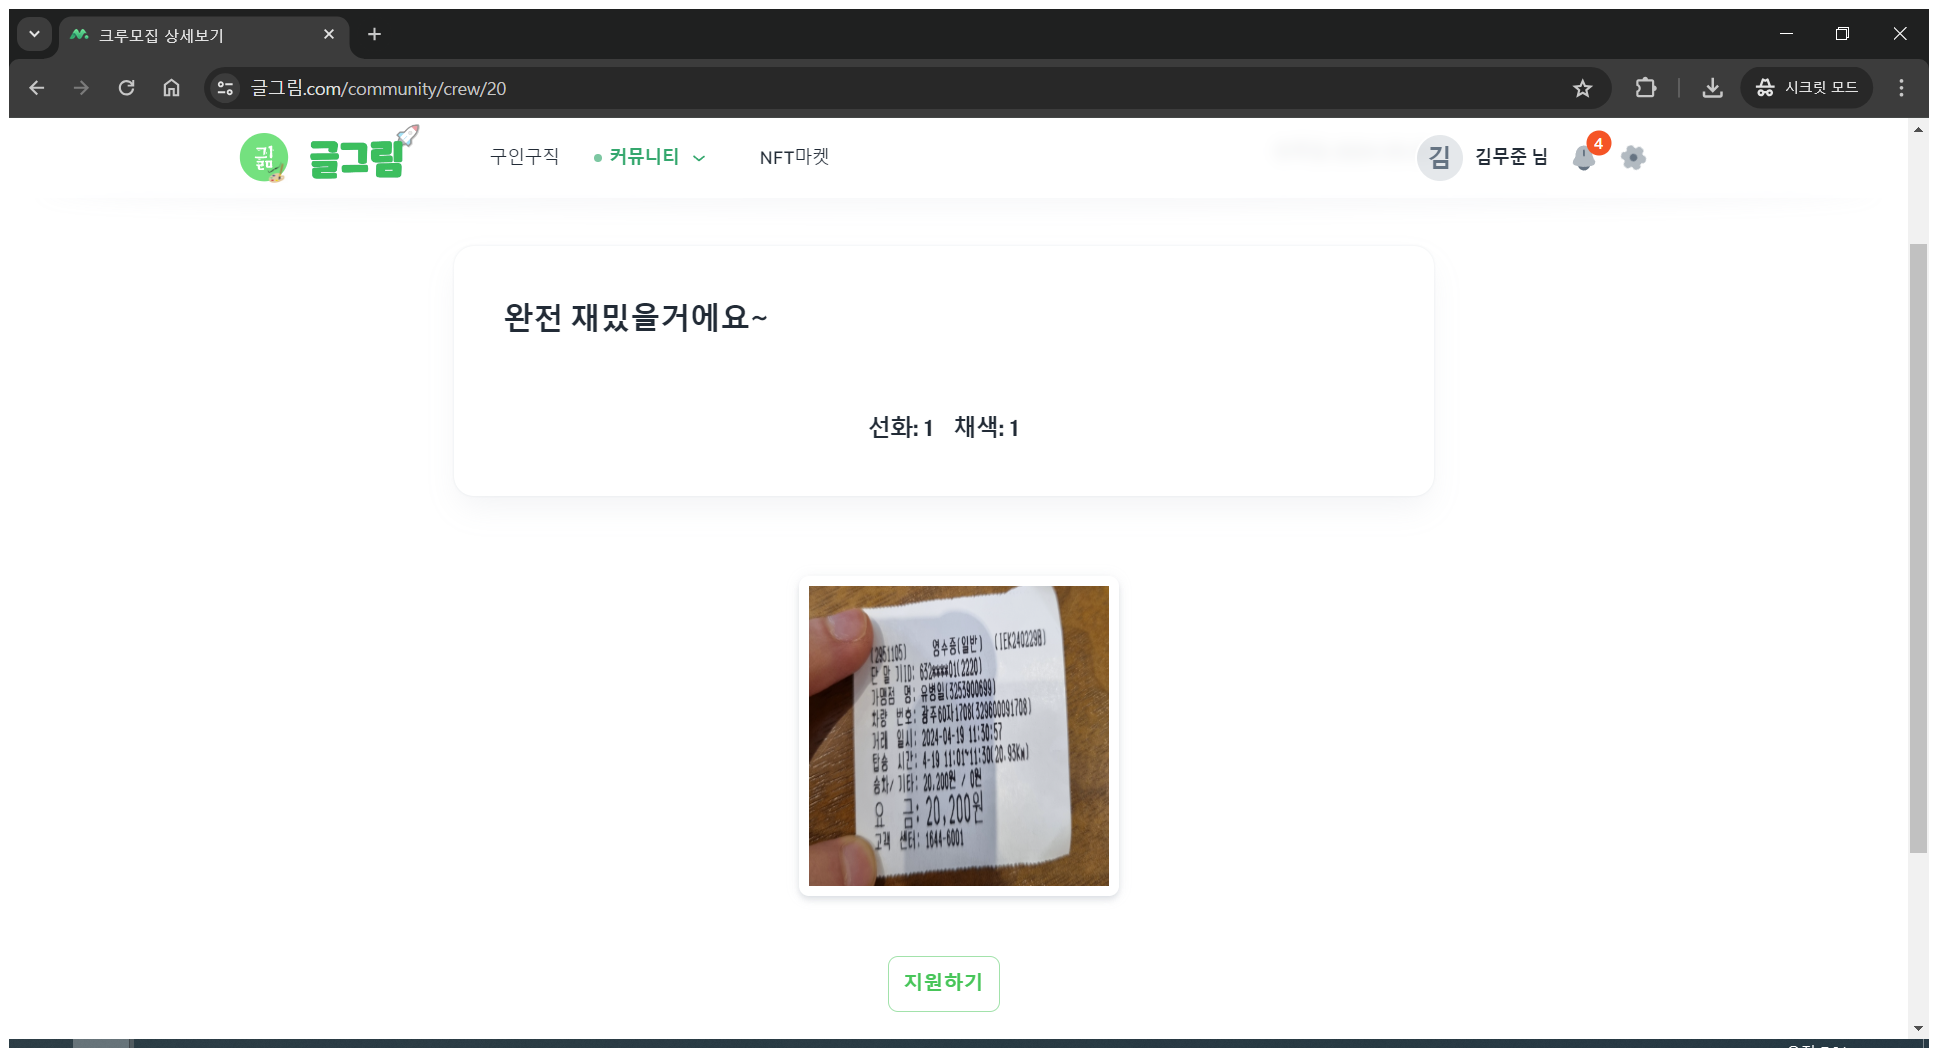 크루모집 상세보기
글그림.com/community/crew/20
시크릿 모드
글그림
구인구직
커뮤니티
NFT마켓
김
김무준 님
4
완전 재밌을거에요~
선화: 1 채색: 1
(2951105) 영수증(일반) (1EK240229B)
단 말 기ID: 632****01(2220)
가맹점 명: 유병일(3253900699)
차량 번호: 광주60자1708(329600091708)
거래 일시: 2024-04-19 11:30:57
탑승 시간: 4-19 11:01~11:30(20.93Km)
승차/ 기타: 20,200원 / 0원
요 금: 20,200원
고객 센터: 1644-6001
지원하기